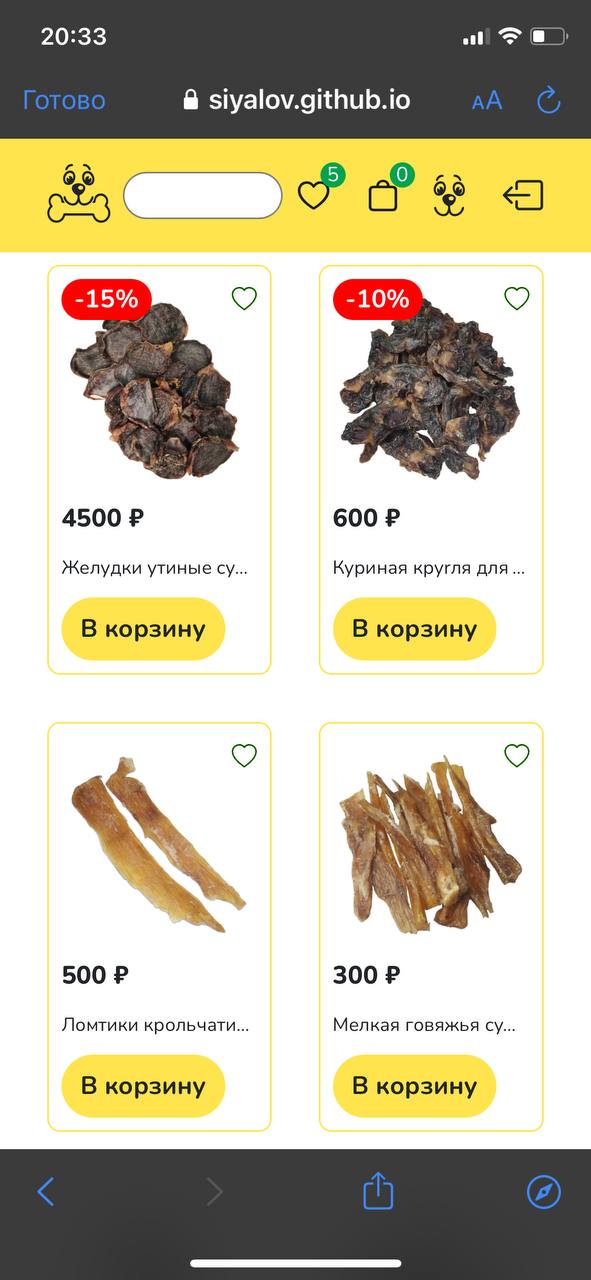 20:33
Готово
siyalov.github.io
AA
5
0
-15%
-10%
4500 ₽
600 ₽
Желудки утиные су...
Куриная круrля для ...
В корзину
В корзину
500 ₽
300 ₽
Ломтики крольчати...
Мелкая говяжья су...
В корзину
В корзину